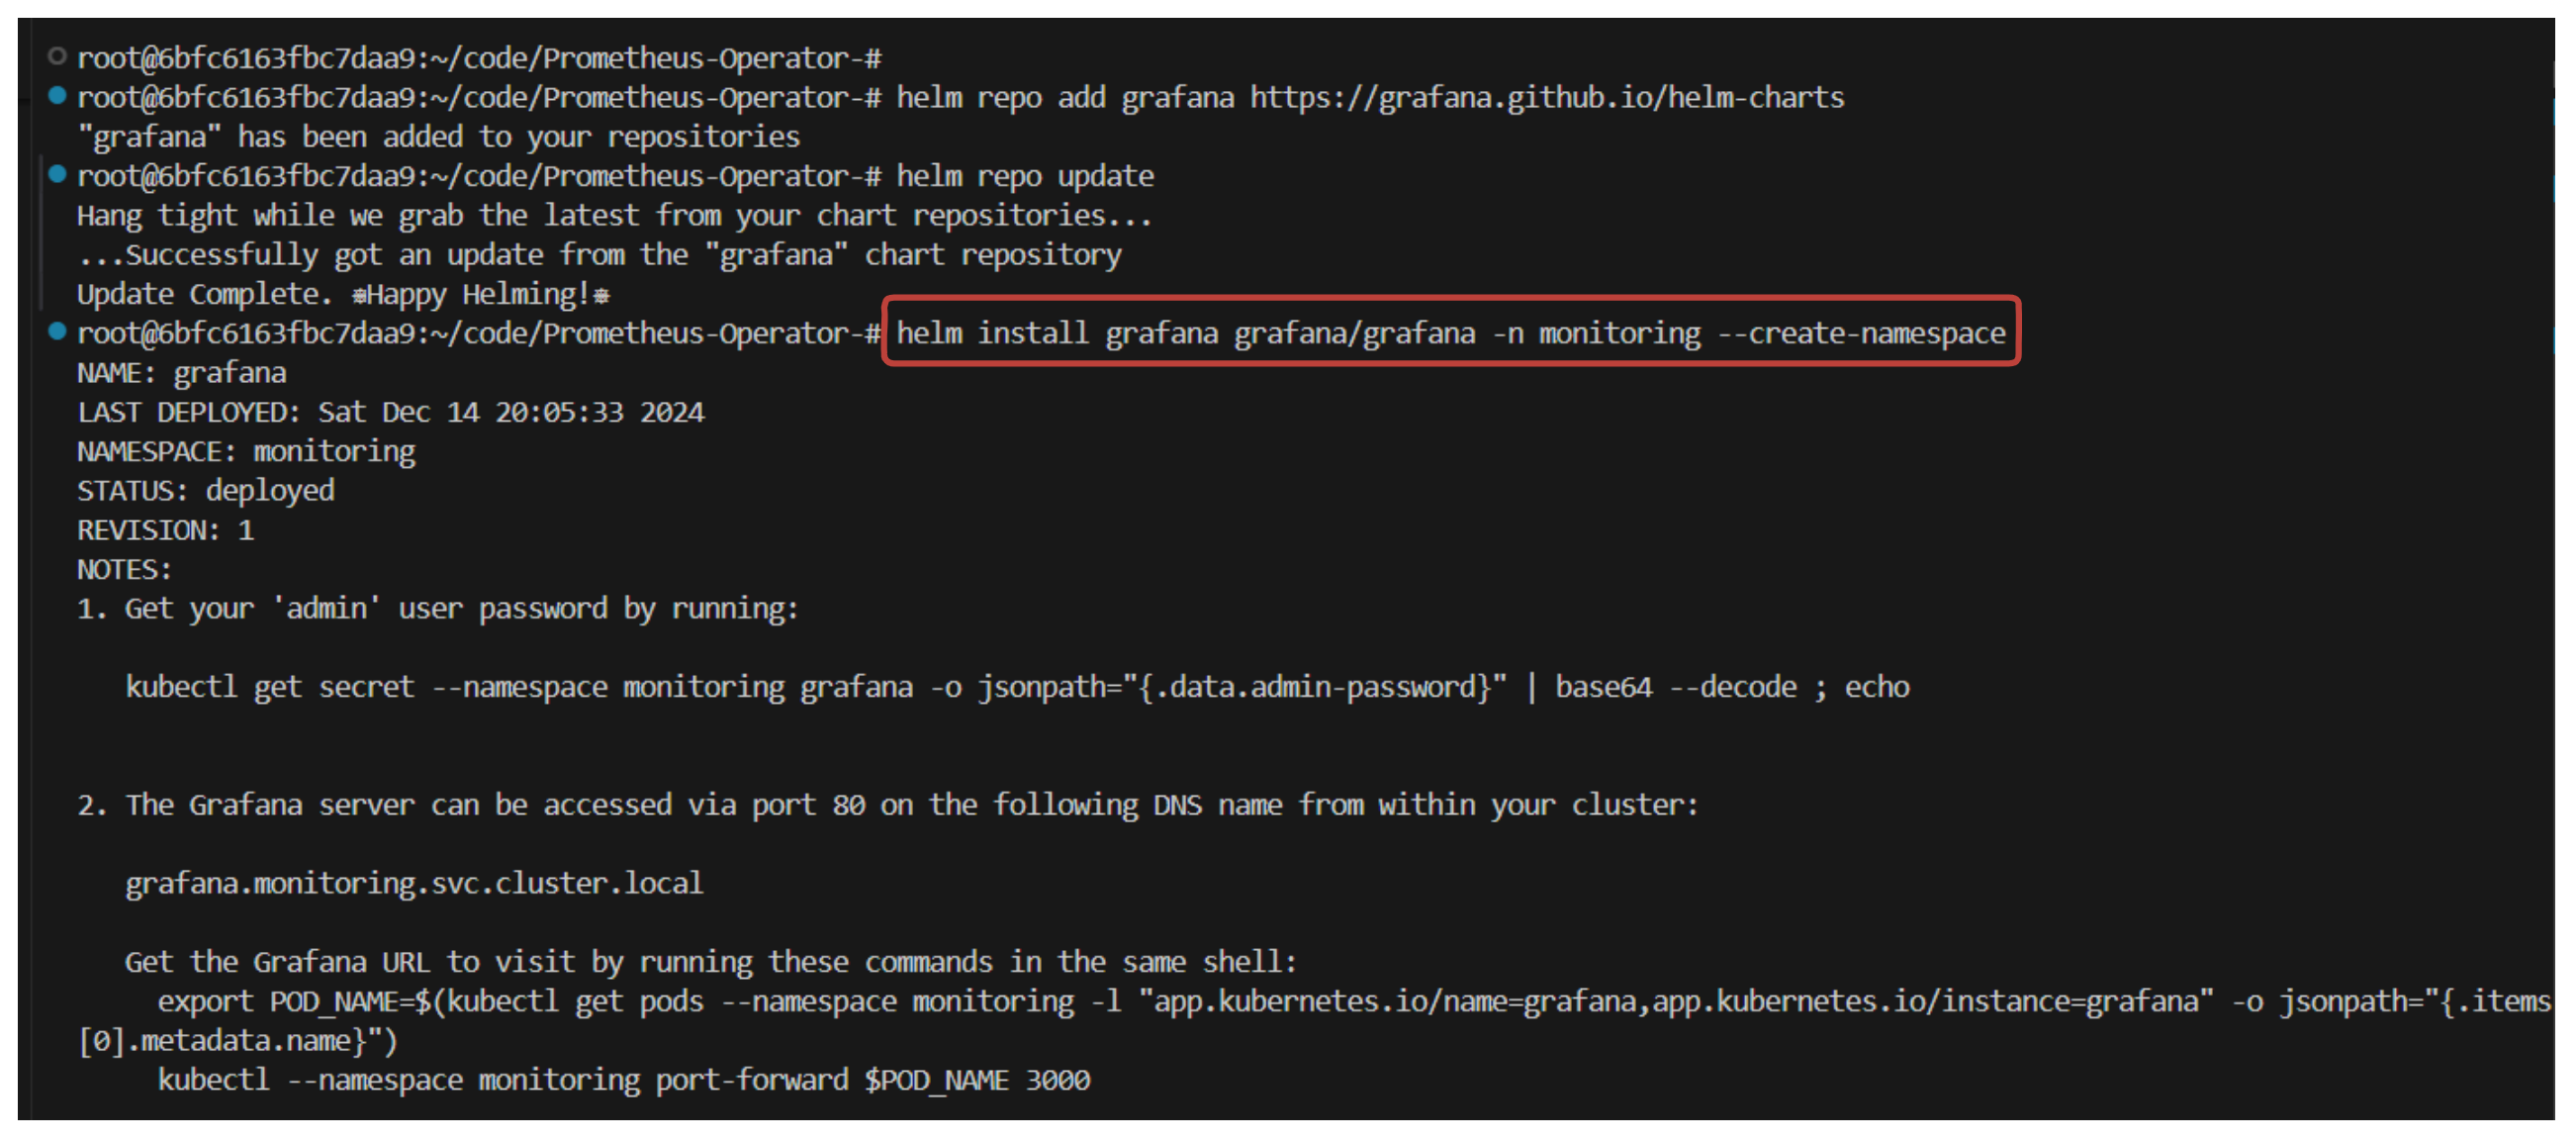 root@6bfc6163fbc7daa9:~/code/Prometheus-Operator-#
root@6bfc6163fbc7daa9:~/code/Prometheus-Operator-# helm repo add grafana https://grafana.github.io/helm-charts
"grafana" has been added to your repositories
root@6bfc6163fbc7daa9:~/code/Prometheus-Operator-# helm repo update
Hang tight while we grab the latest from your chart repositories...
...Successfully got an update from the "grafana" chart repository
Update Complete. ⎈Happy Helming!⎈
root@6bfc6163fbc7daa9:~/code/Prometheus-Operator-# helm install grafana grafana/grafana -n monitoring --create-namespace
NAME: grafana
LAST DEPLOYED: Sat Dec 14 20:05:33 2024
NAMESPACE: monitoring
STATUS: deployed
REVISION: 1
NOTES:
1. Get your 'admin' user password by running:
kubectl get secret --namespace monitoring grafana -o jsonpath="{.data.admin-password}" | base64 --decode ; echo
2. The Grafana server can be accessed via port 80 on the following DNS name from within your cluster:
grafana.monitoring.svc.cluster.local
Get the Grafana URL to visit by running these commands in the same shell:
export POD_NAME=$(kubectl get pods --namespace monitoring -l "app.kubernetes.io/name=grafana,app.kubernetes.io/instance=grafana" -o jsonpath="{.items
[0].metadata.name}")
kubectl --namespace monitoring port-forward $POD_NAME 3000